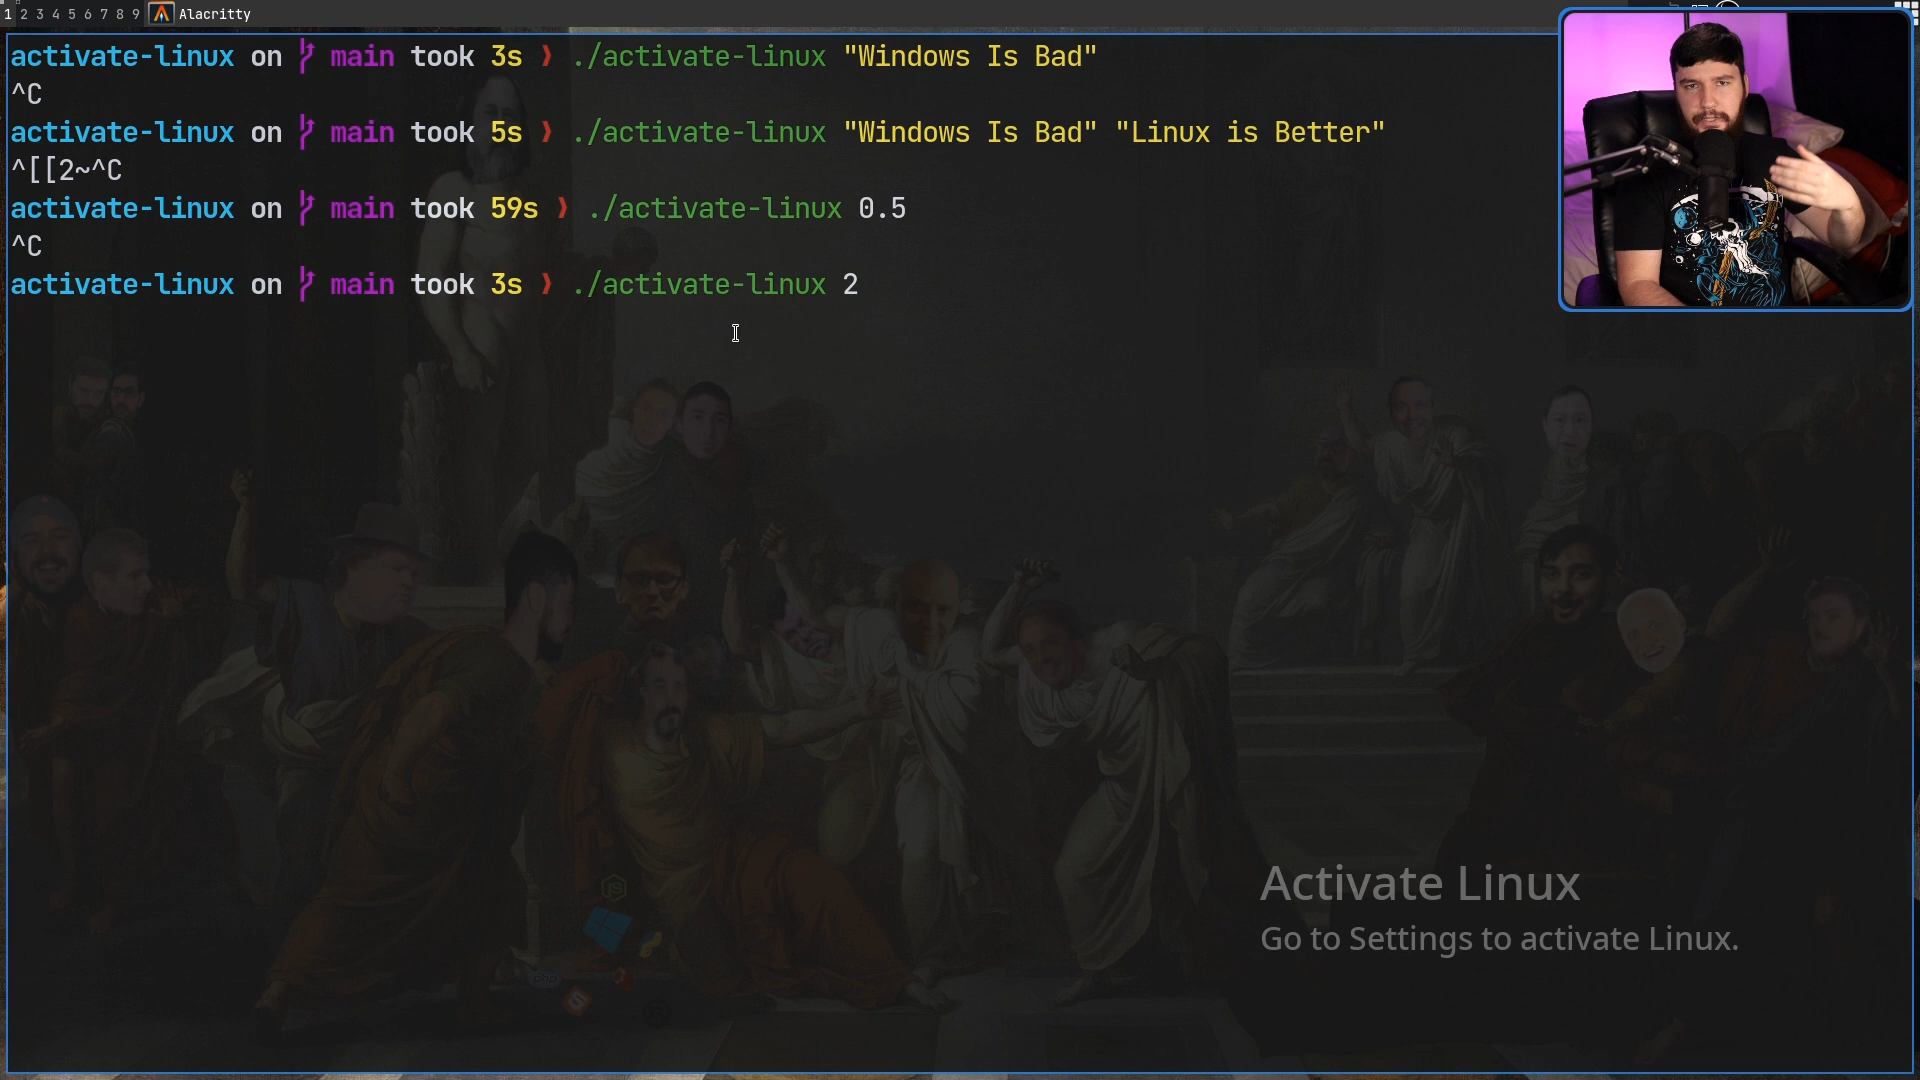 1 2 3 4 5 6 7 8 9 Alacritty
activate-linux on main took 3s ❯ ./activate-linux "Windows Is Bad"
^C
activate-linux on main took 5s ❯ ./activate-linux "Windows Is Bad" "Linux is Better"
^[[2~^C
activate-linux on main took 59s ❯ ./activate-linux 0.5
^C
activate-linux on main took 3s ❯ ./activate-linux 2
JS
php
Activate Linux
Go to Settings to activate Linux.